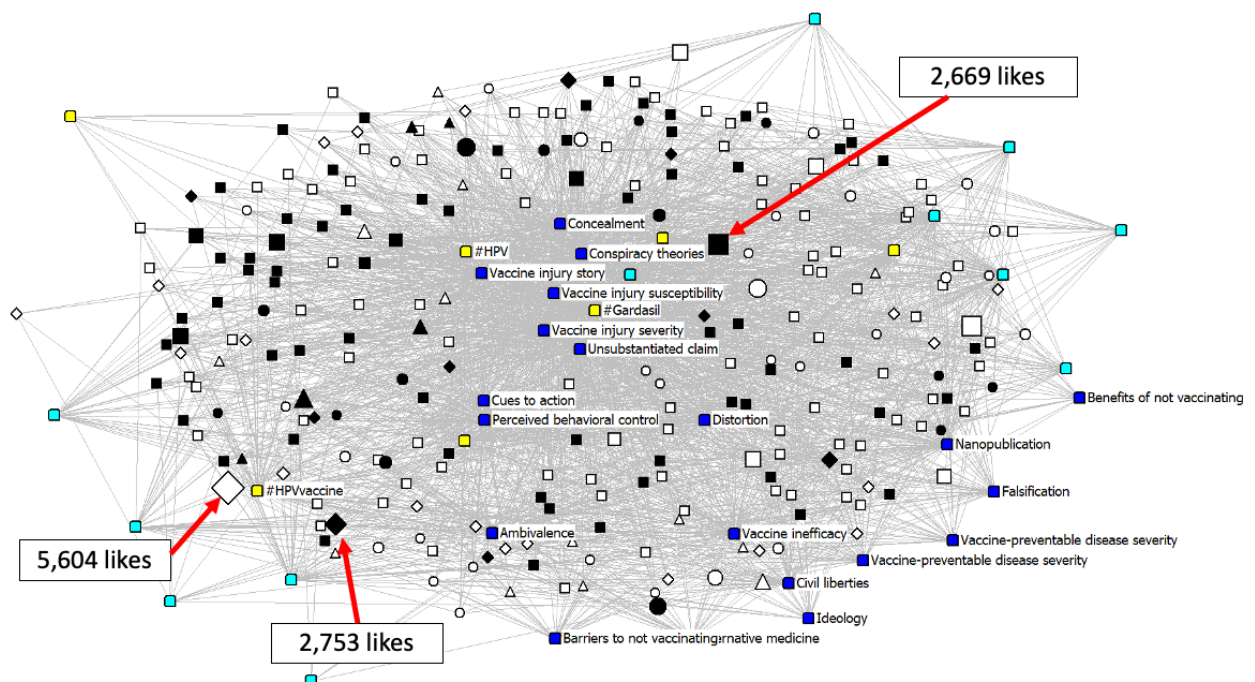 2,669 likes
Concealment
#HPV
Conspiracy theories
Vaccine injury story
Vaccine injury susceptibility
#Gardasil
Vaccine injury severity
Unsubstantiated claim
Cues to action
Benefits of not vaccinating
Perceived behavioral control
Distortion
Nanopublication
#HPVvaccine
Falsification
5,604 likes
Ambivalence
Vaccine inefficacy
Vaccine-preventable disease severity
Vaccine-preventable disease severity
Civil liberties
Ideology
2,753 likes
Barriers to not vaccinating
medicine